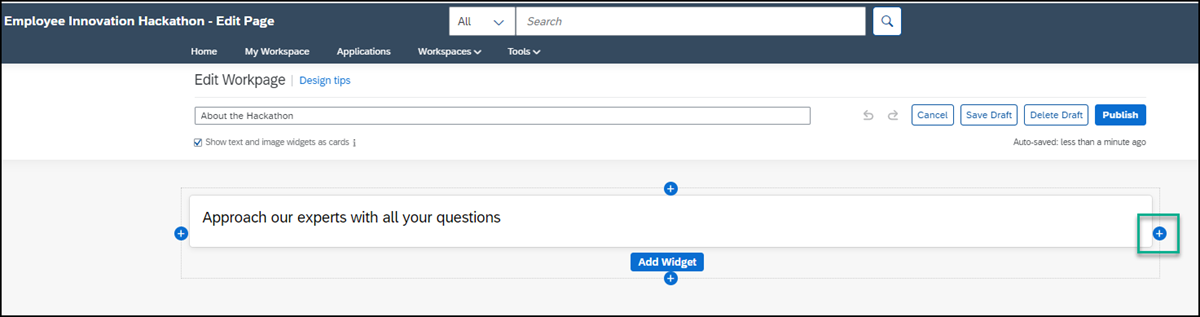 Employee Innovation Hackathon - Edit Page
All
Search
Home My Workspace Applications Workspaces Tools
Edit Workpage | Design tips
About the Hackathon
Cancel Save Draft Delete Draft Publish
Show text and image widgets as cards
Auto-saved: less than a minute ago
Approach our experts with all your questions
Add Widget